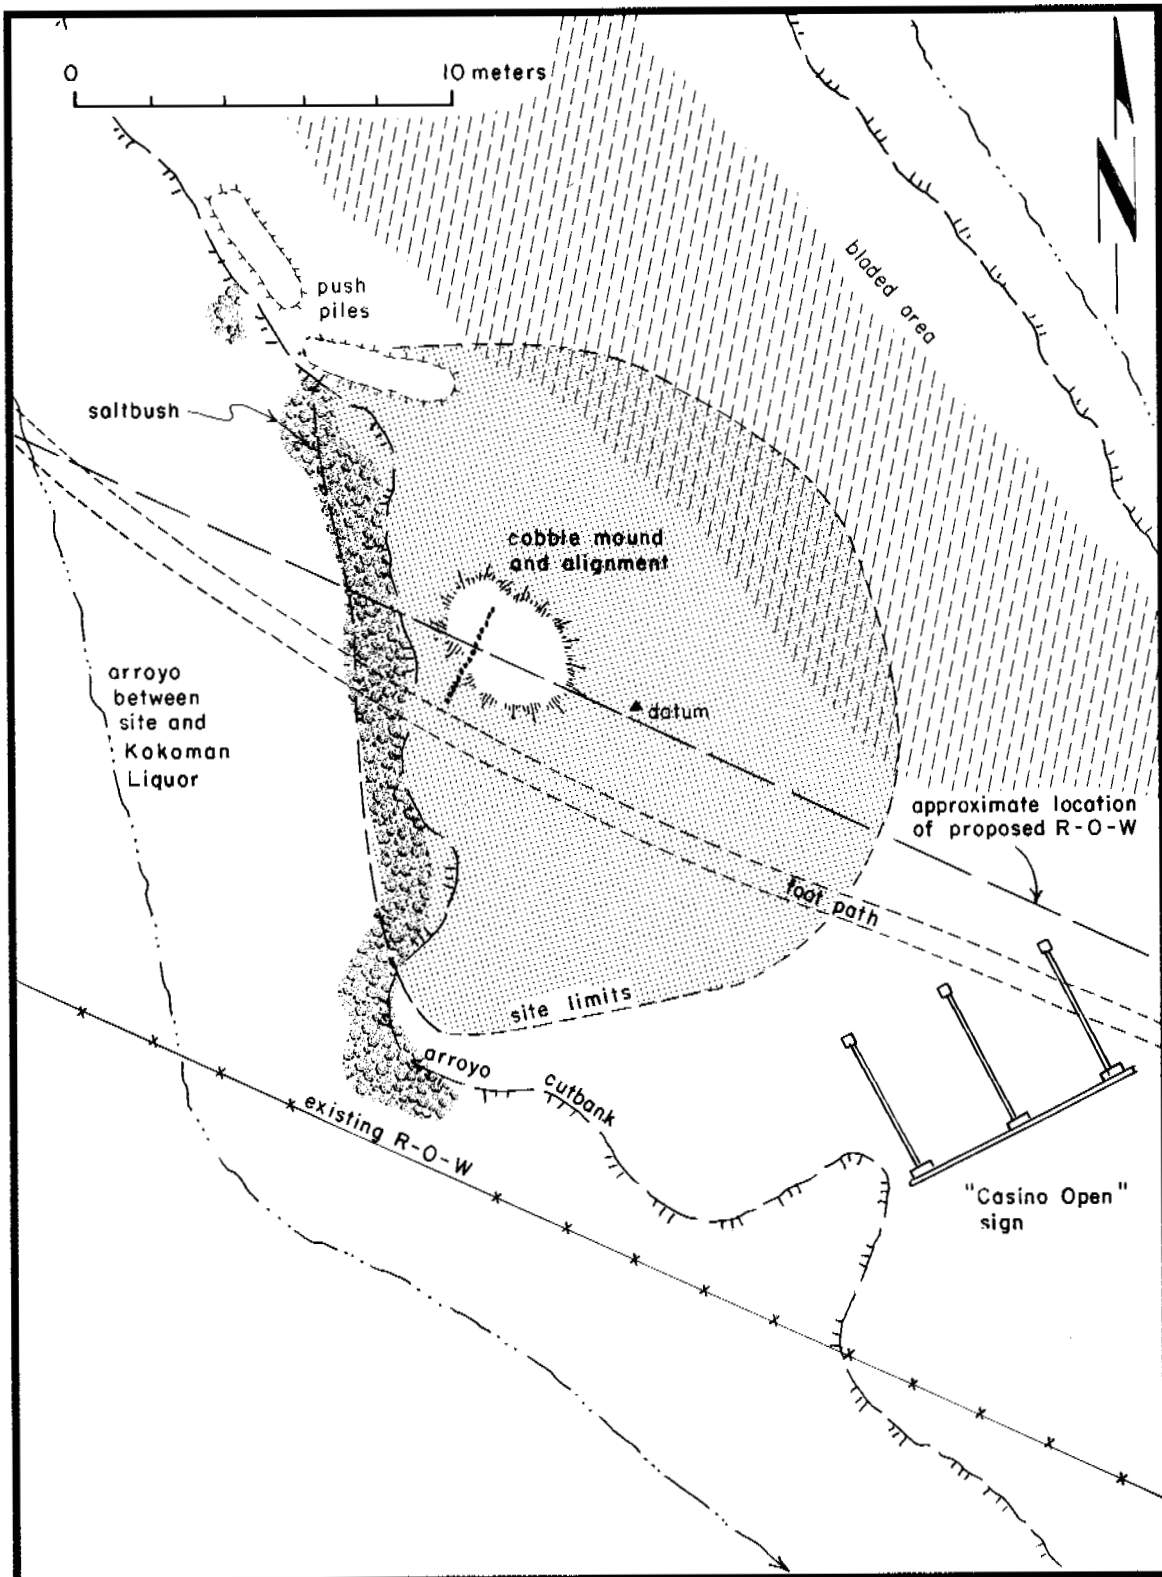 0 10 meters
N
bladed area
push
piles
saltbush
cobble mound
and alignment
datum
arroyo
between
site and
Kokoman
Liquor
approximate location
of proposed R-O-W
foot path
site limits
arroyo cutbank
existing R-O-W
"Casino Open"
sign